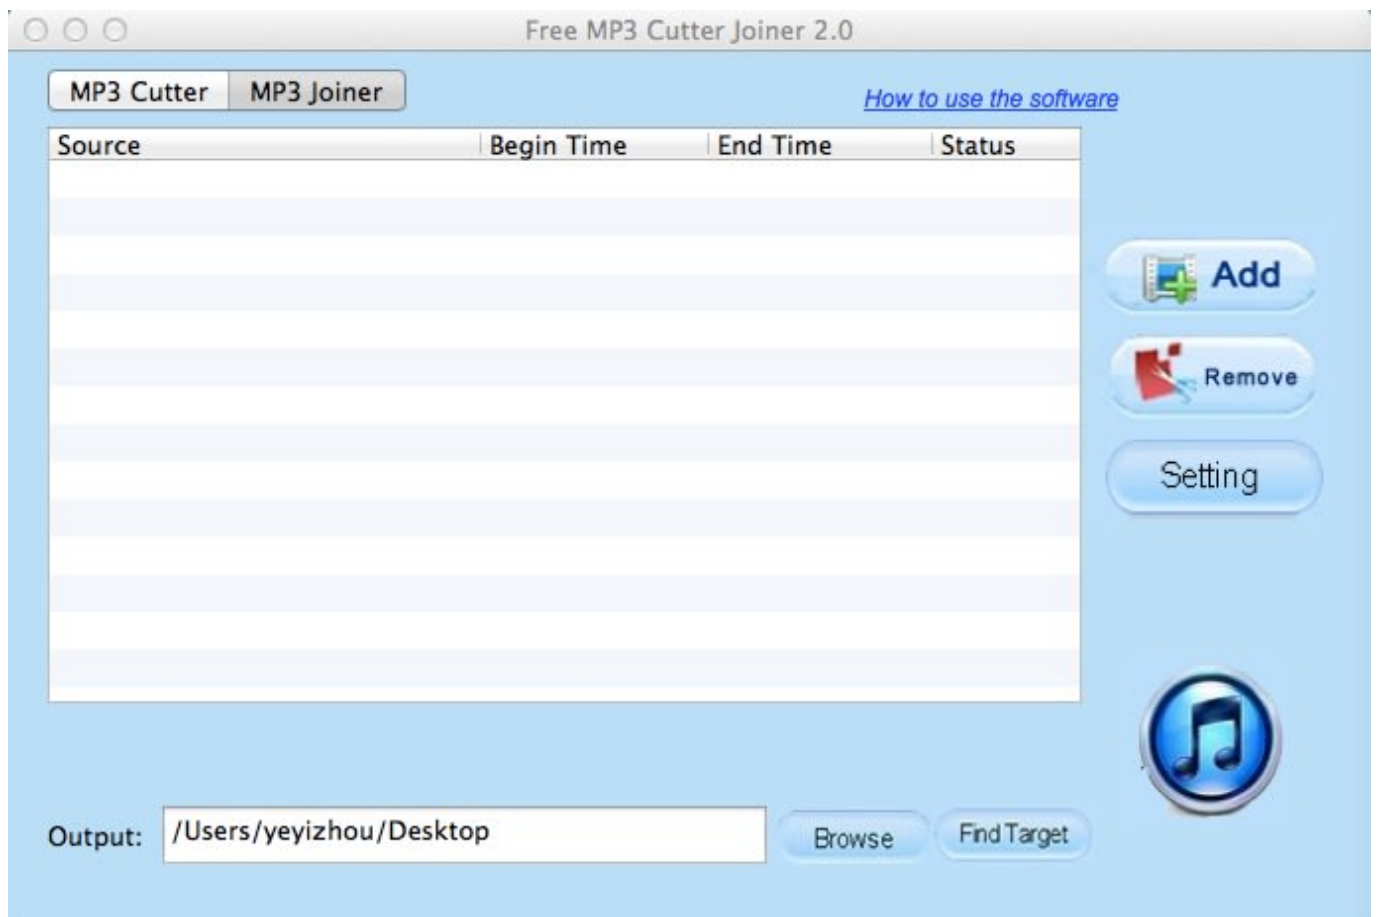 Free MP3 Cutter Joiner 2.0
MP3 Cutter MP3 Joiner
How to use the software
Source Begin Time End Time Status
Add
Remove
Setting
Output: /Users/yeyizhou/Desktop Browse Find Target